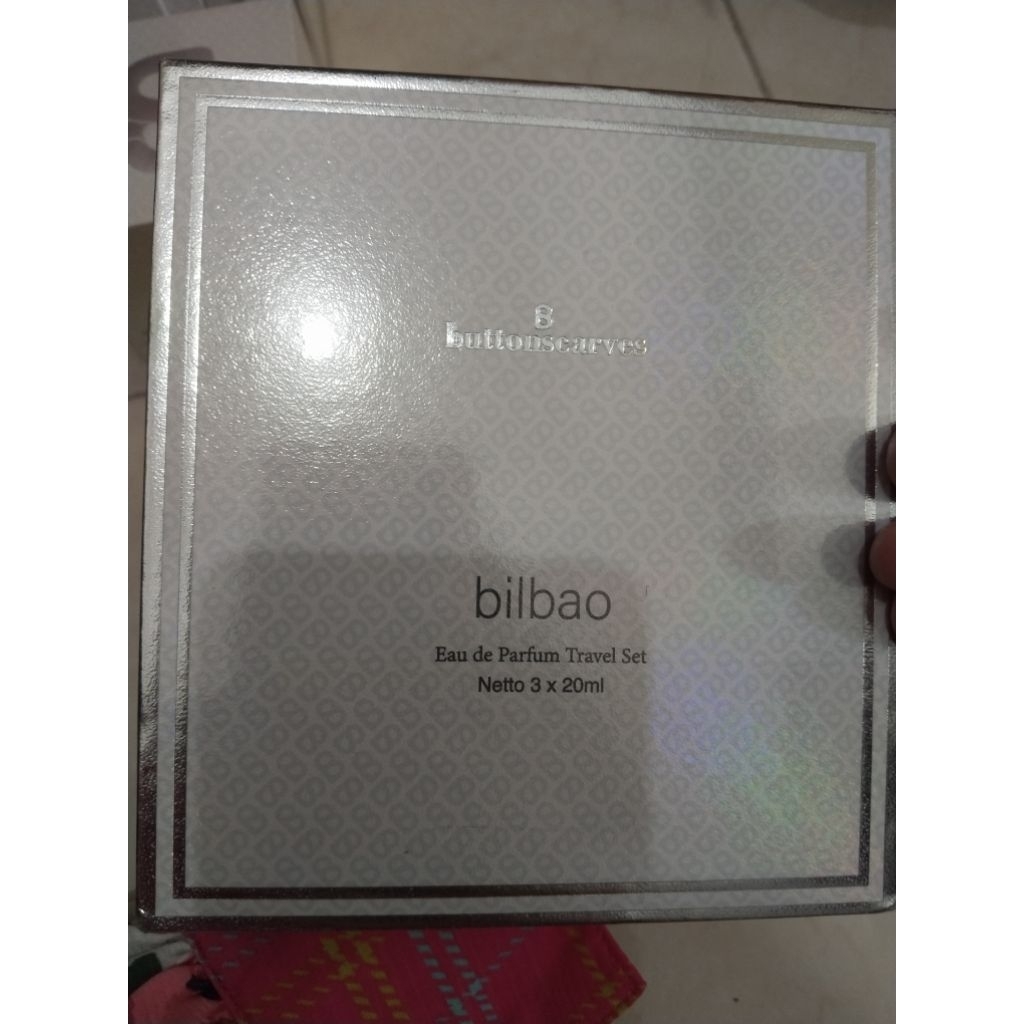 B
buttonscarves
bilbao
Eau de Parfum Travel Set
Netto 3 x 20ml